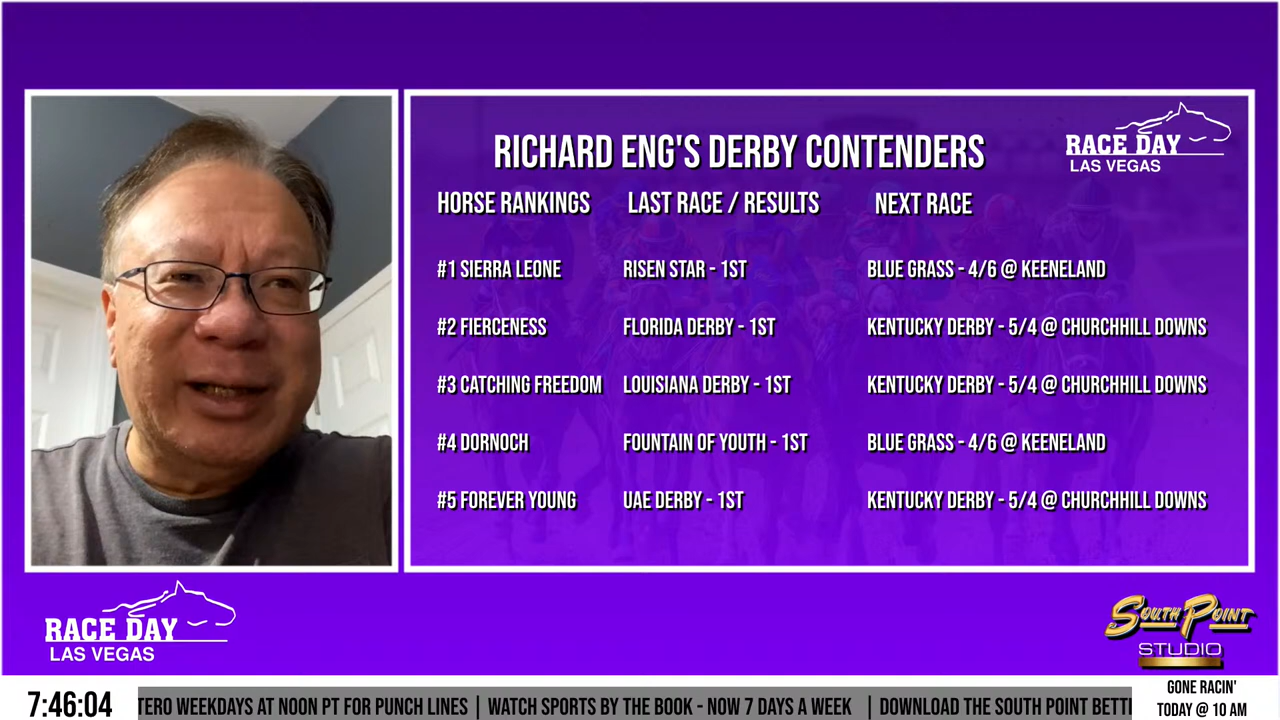 RICHARD ENG'S DERBY CONTENDERS
RACE DAY
LAS VEGAS
HORSE RANKINGS LAST RACE / RESULTS NEXT RACE
#1 SIERRA LEONE RISEN STAR - 1ST BLUE GRASS - 4/6 @ KEENELAND
#2 FIERCENESS FLORIDA DERBY - 1ST KENTUCKY DERBY - 5/4 @ CHURCHHILL DOWNS
#3 CATCHING FREEDOM LOUISIANA DERBY - 1ST KENTUCKY DERBY - 5/4 @ CHURCHHILL DOWNS
#4 DORNOCH FOUNTAIN OF YOUTH - 1ST BLUE GRASS - 4/6 @ KEENELAND
#5 FOREVER YOUNG UAE DERBY - 1ST KENTUCKY DERBY - 5/4 @ CHURCHHILL DOWNS
RACE DAY
LAS VEGAS
SOUTH POINT
STUDIO
7:46:04 TERO WEEKDAYS AT NOON PT FOR PUNCH LINES | WATCH SPORTS BY THE BOOK - NOW 7 DAYS A WEEK | DOWNLOAD THE SOUTH POINT BETTI
GONE RACIN'
TODAY @ 10 AM